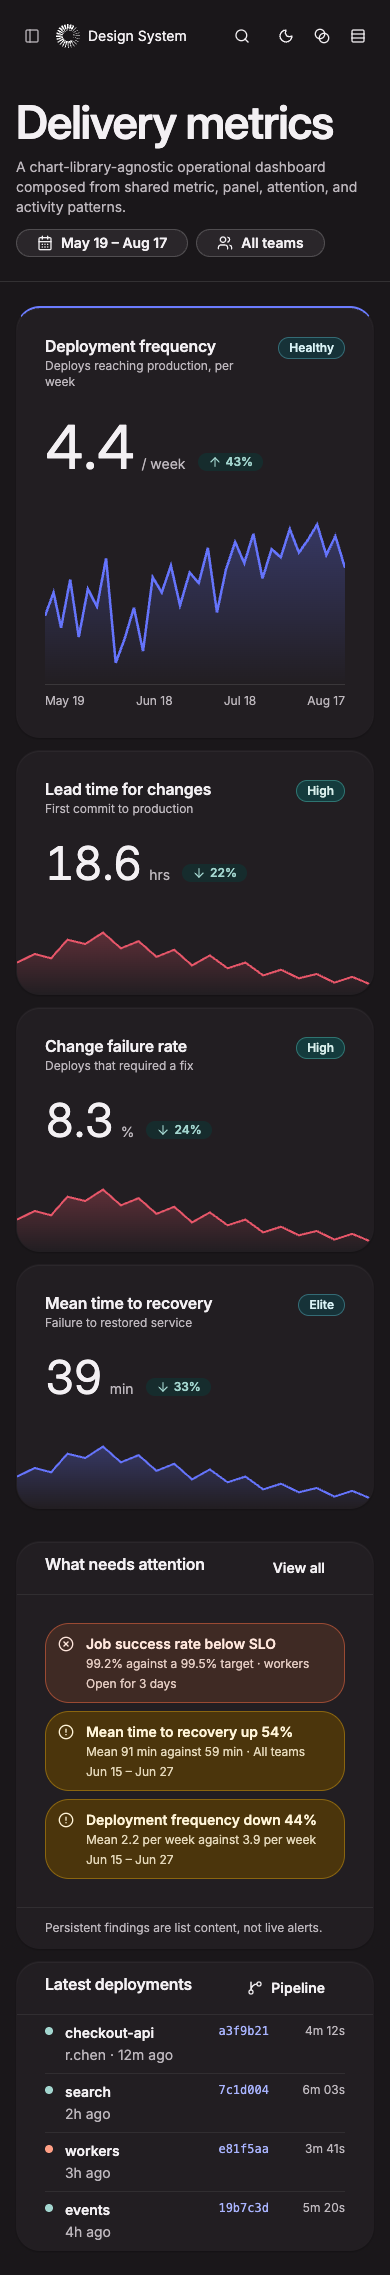 Design System
Delivery metrics
A chart-library-agnostic operational dashboard
composed from shared metric, panel, attention, and
activity patterns.
May 19 – Aug 17
All teams
Deployment frequency
Healthy
Deploys reaching production, per
week
4.4 / week ↑ 43%
May 19 Jun 18 Jul 18 Aug 17
Lead time for changes
High
First commit to production
18.6 hrs ↓ 22%
Change failure rate
High
Deploys that required a fix
8.3 % ↓ 24%
Mean time to recovery
Elite
Failure to restored service
39 min ↓ 33%
What needs attention
View all
Job success rate below SLO
99.2% against a 99.5% target · workers
Open for 3 days
Mean time to recovery up 54%
Mean 91 min against 59 min · All teams
Jun 15 – Jun 27
Deployment frequency down 44%
Mean 2.2 per week against 3.9 per week
Jun 15 – Jun 27
Persistent findings are list content, not live alerts.
Latest deployments
Pipeline
checkout-api a3f9b21 4m 12s
r.chen · 12m ago
search 7c1d004 6m 03s
2h ago
workers e81f5aa 3m 41s
3h ago
events 19b7c3d 5m 20s
4h ago